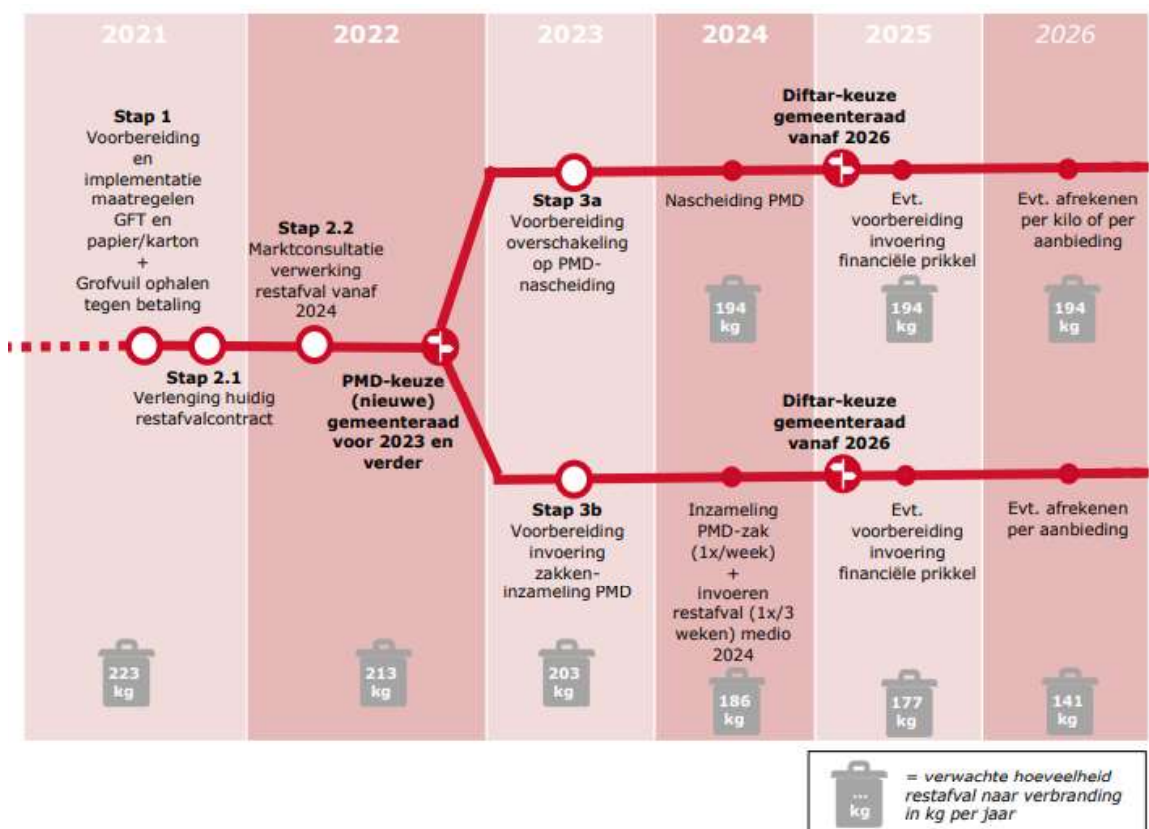 2021
2022
2023
2024
2025
2026
Stap 1
Voorbereiding
en
implementatie
maatregelen
GFT en
papier/karton
+
Grofvuil ophalen
tegen betaling
Stap 2.1
Verlenging huidig
restafvalcontract
Stap 2.2
Marktconsultatie
verwerking
restafval vanaf
2024
PMD-keuze
(nieuwe)
gemeenteraad
voor 2023 en
verder
Stap 3a
Voorbereiding
overschakeling
op PMD-
nascheiding
Nascheiding PMD
194
kg
Diftar-keuze
gemeenteraad
vanaf 2026
Evt.
voorbereiding
invoering
financiële prikkel
194
kg
Evt. afrekenen
per kilo of per
aanbieding
194
kg
Stap 3b
Voorbereiding
invoering
zakken-
inzameling PMD
Inzameling
PMD-zak
(1x/week)
+
invoeren
restafval (1x/3
weken) medio
2024
Diftar-keuze
gemeenteraad
vanaf 2026
Evt.
voorbereiding
invoering
financiële prikkel
Evt. afrekenen
per aanbieding
223
kg
213
kg
203
kg
186
kg
177
kg
141
kg
...
kg
= verwachte hoeveelheid
restafval naar verbranding
in kg per jaar